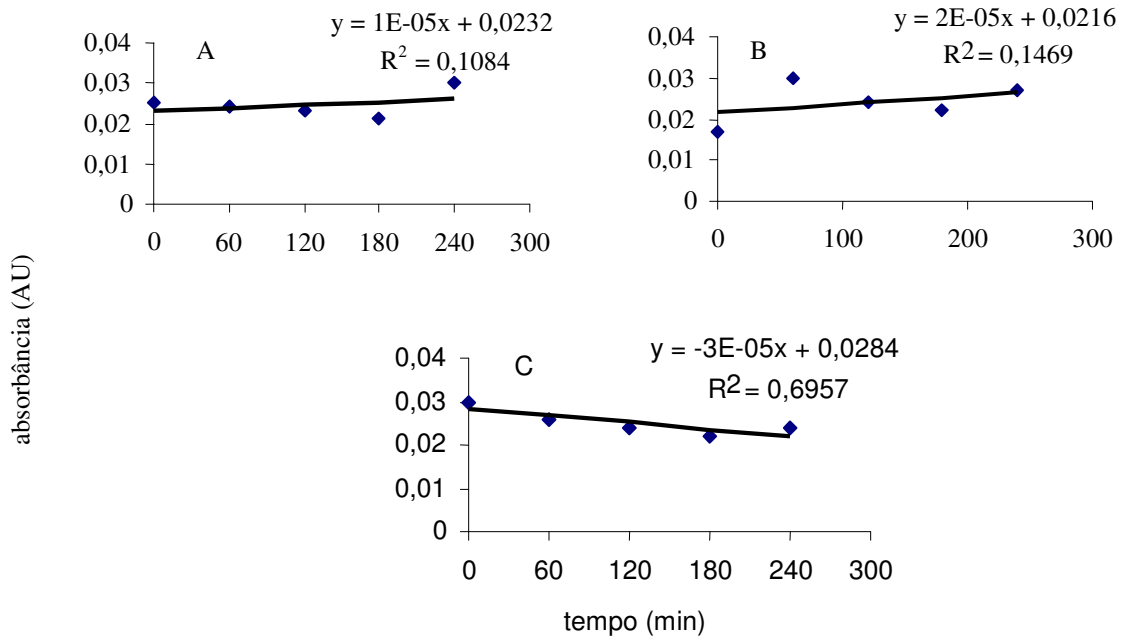 y = 1E-05x + 0,0232
R² = 0,1084
A
0,04
0,03
0,02
0,01
0
0 60 120 180 240 300
y = 2E-05x + 0,0216
R2 = 0,1469
B
0,04
0,03
0,02
0,01
0
0 100 200 300
absorbância (AU)
y = -3E-05x + 0,0284
R2 = 0,6957
C
0,04
0,03
0,02
0,01
0
0 60 120 180 240 300
tempo (min)